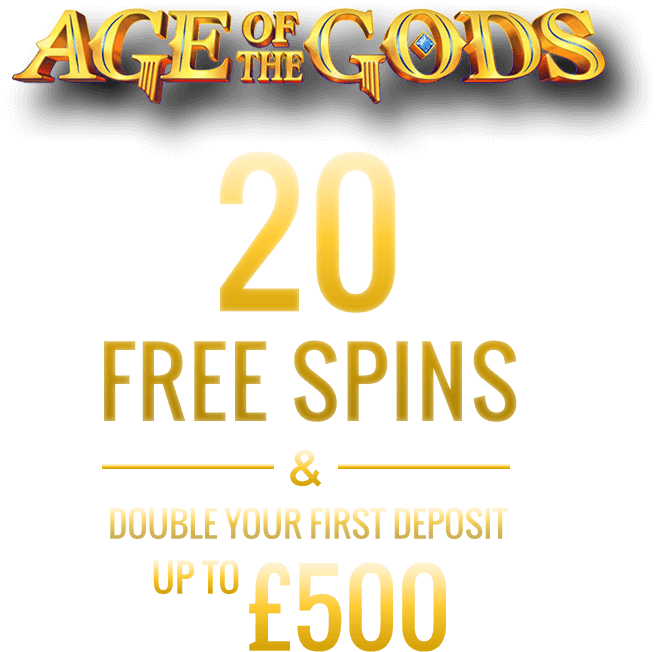 AGE OF THE GODS
20
FREE SPINS
&
DOUBLE YOUR FIRST DEPOSIT
UP TO £500